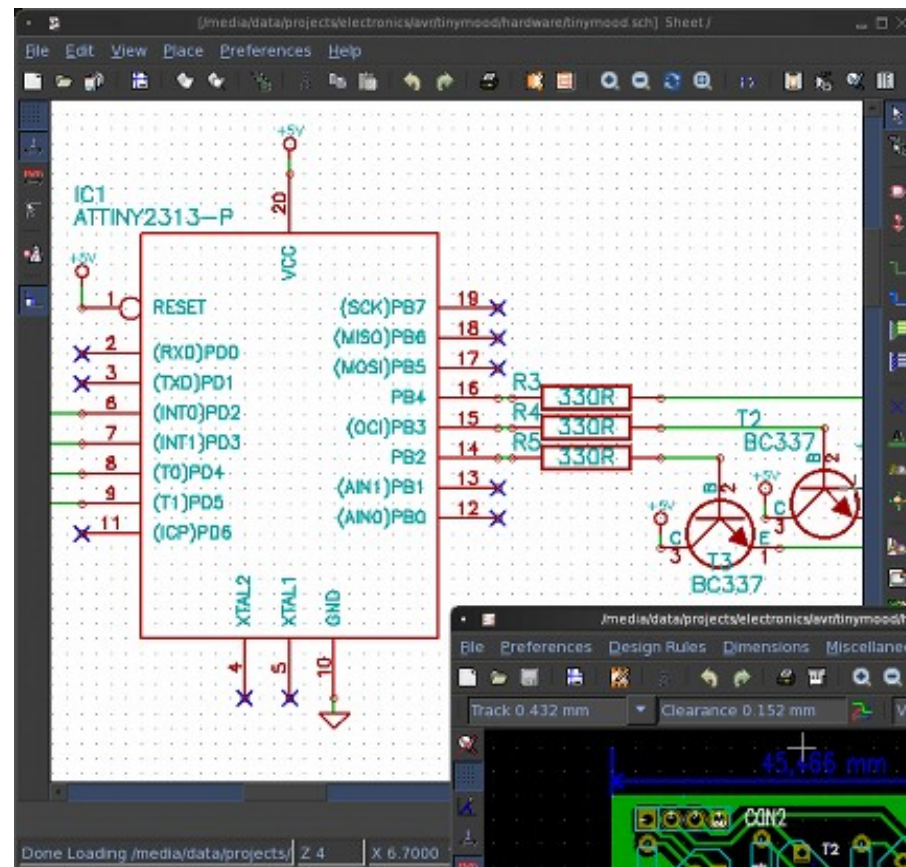 [/media/data/projects/electronics/avr/tinymood/hardware/tinymood.sch] Sheet /
File Edit View Place Preferences Help
+5V
IC1
ATTINY2313-P
20
VCC
+5V
1 RESET (SCK)PB7 19
2 (RXD)PD0 (MISO)PB6 18
3 (TXD)PD1 (MOSI)PB5 17
6 (INT0)PD2 PB4 16 R3 330R
7 (INT1)PD3 (OCI)PB3 15 R4 330R
8 (T0)PD4 PB2 14 R5 330R
9 (T1)PD5 (AIN1)PB1 13
11 (ICP)PD6 (AIN0)PB0 12
T2
BC337
B 2
+5V
C
3
B 2
+5V
C E
3 T3 1
BC337
XTAL2 XTAL1 GND
4 5 10
/media/data/projects/electronics/avr/tinymood/h
File Preferences Design Rules Dimensions Miscellane
Track 0.432 mm Clearance 0.152 mm V
45,466 mm
CON2
T2
Done Loading /media/data/projects/ Z 4 X 6.7000